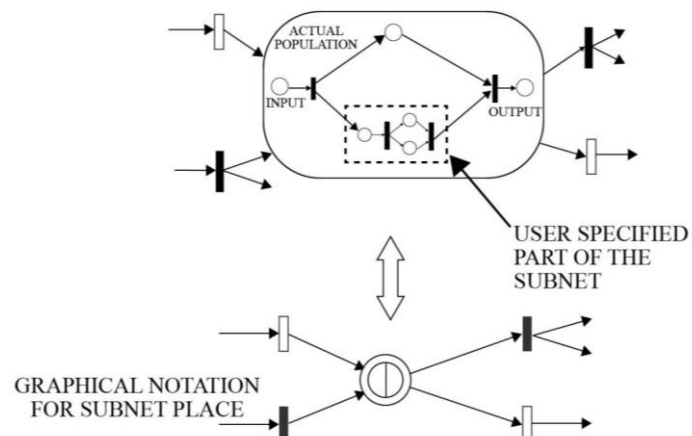 ACTUAL
POPULATION
INPUT
OUTPUT
USER SPECIFIED
PART OF THE
SUBNET
GRAPHICAL NOTATION
FOR SUBNET PLACE